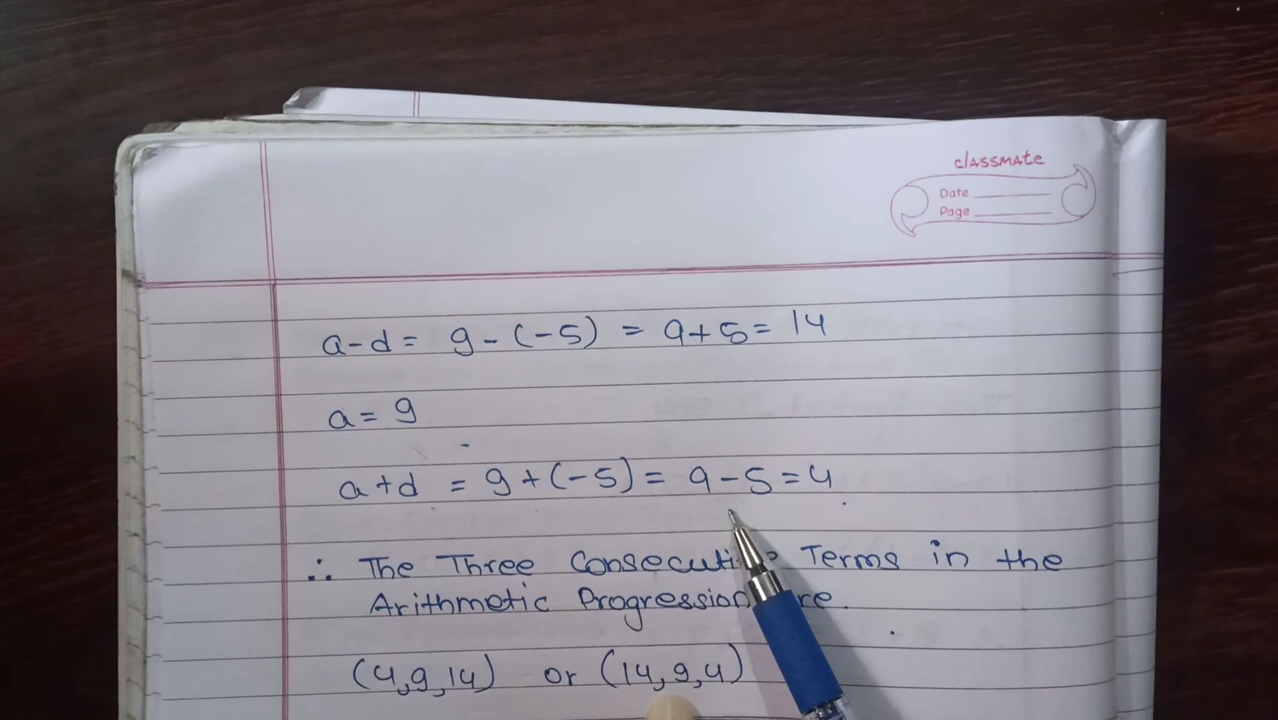 classmate
Date
Page
a-d = 9-(-5) = 9+5 = 14
a = 9
a+d = 9+(-5) = 9-5=4
∴ The Three Consecutive Terms in the
Arithmetic Progression are.
(4,9,14) or (14,9,4)